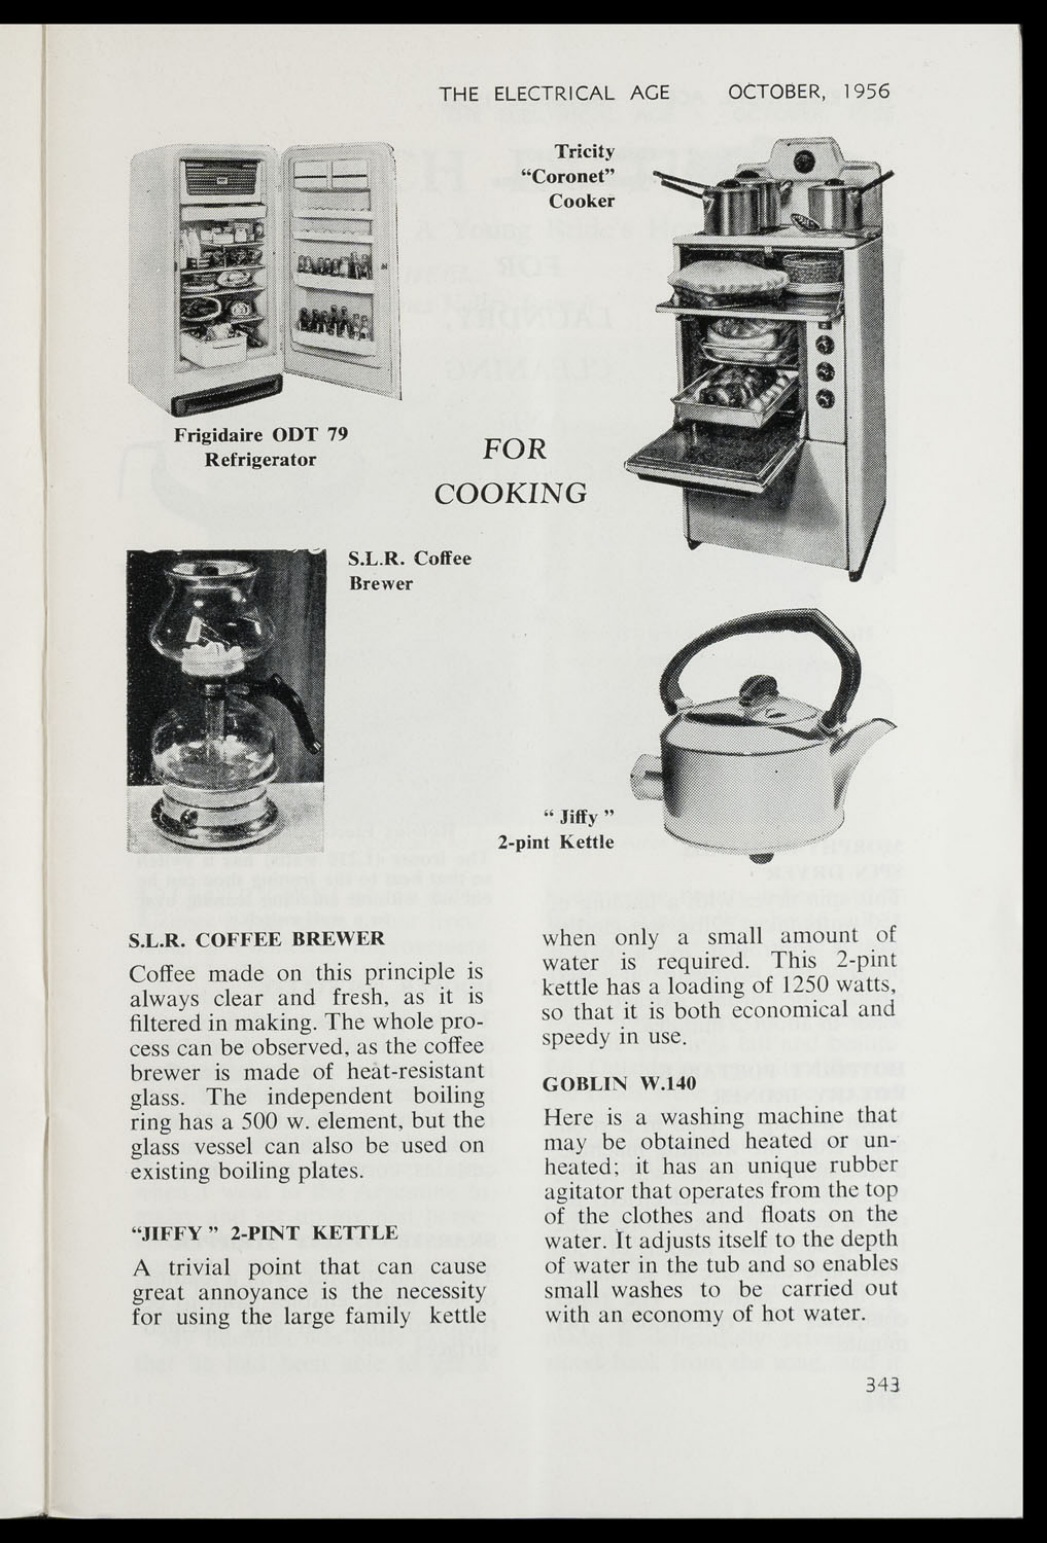 THE ELECTRICAL AGE OCTOBER, 1956
Tricity
“Coronet”
Cooker
Frigidaire ODT 79
Refrigerator
FOR
COOKING
S.L.R. Coffee
Brewer
“ Jiffy ”
2-pint Kettle
S.L.R. COFFEE BREWER
Coffee made on this principle is
always clear and fresh, as it is
filtered in making. The whole pro-
cess can be observed, as the coffee
brewer is made of heat-resistant
glass. The independent boiling
ring has a 500 w. element, but the
glass vessel can also be used on
existing boiling plates.
“JIFFY ” 2-PINT KETTLE
A trivial point that can cause
great annoyance is the necessity
for using the large family kettle
when only a small amount of
water is required. This 2-pint
kettle has a loading of 1250 watts,
so that it is both economical and
speedy in use.
GOBLIN W.140
Here is a washing machine that
may be obtained heated or un-
heated; it has an unique rubber
agitator that operates from the top
of the clothes and floats on the
water. It adjusts itself to the depth
of water in the tub and so enables
small washes to be carried out
with an economy of hot water.
343